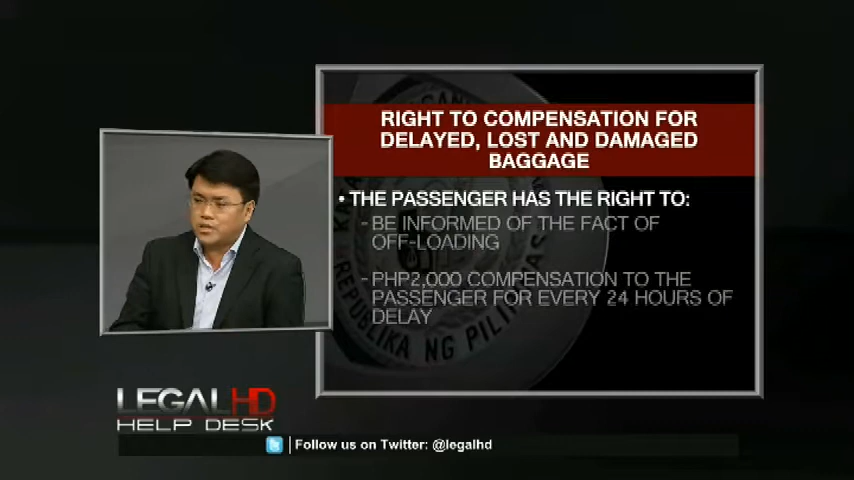 RIGHT TO COMPENSATION FOR
DELAYED, LOST AND DAMAGED
BAGGAGE
• THE PASSENGER HAS THE RIGHT TO:
- BE INFORMED OF THE FACT OF
OFF-LOADING
- PHP2,000 COMPENSATION TO THE
PASSENGER FOR EVERY 24 HOURS OF
DELAY
REPUBLIKA NG PILIPINAS
LEGALHD
HELP DESK
Follow us on Twitter: @legalhd